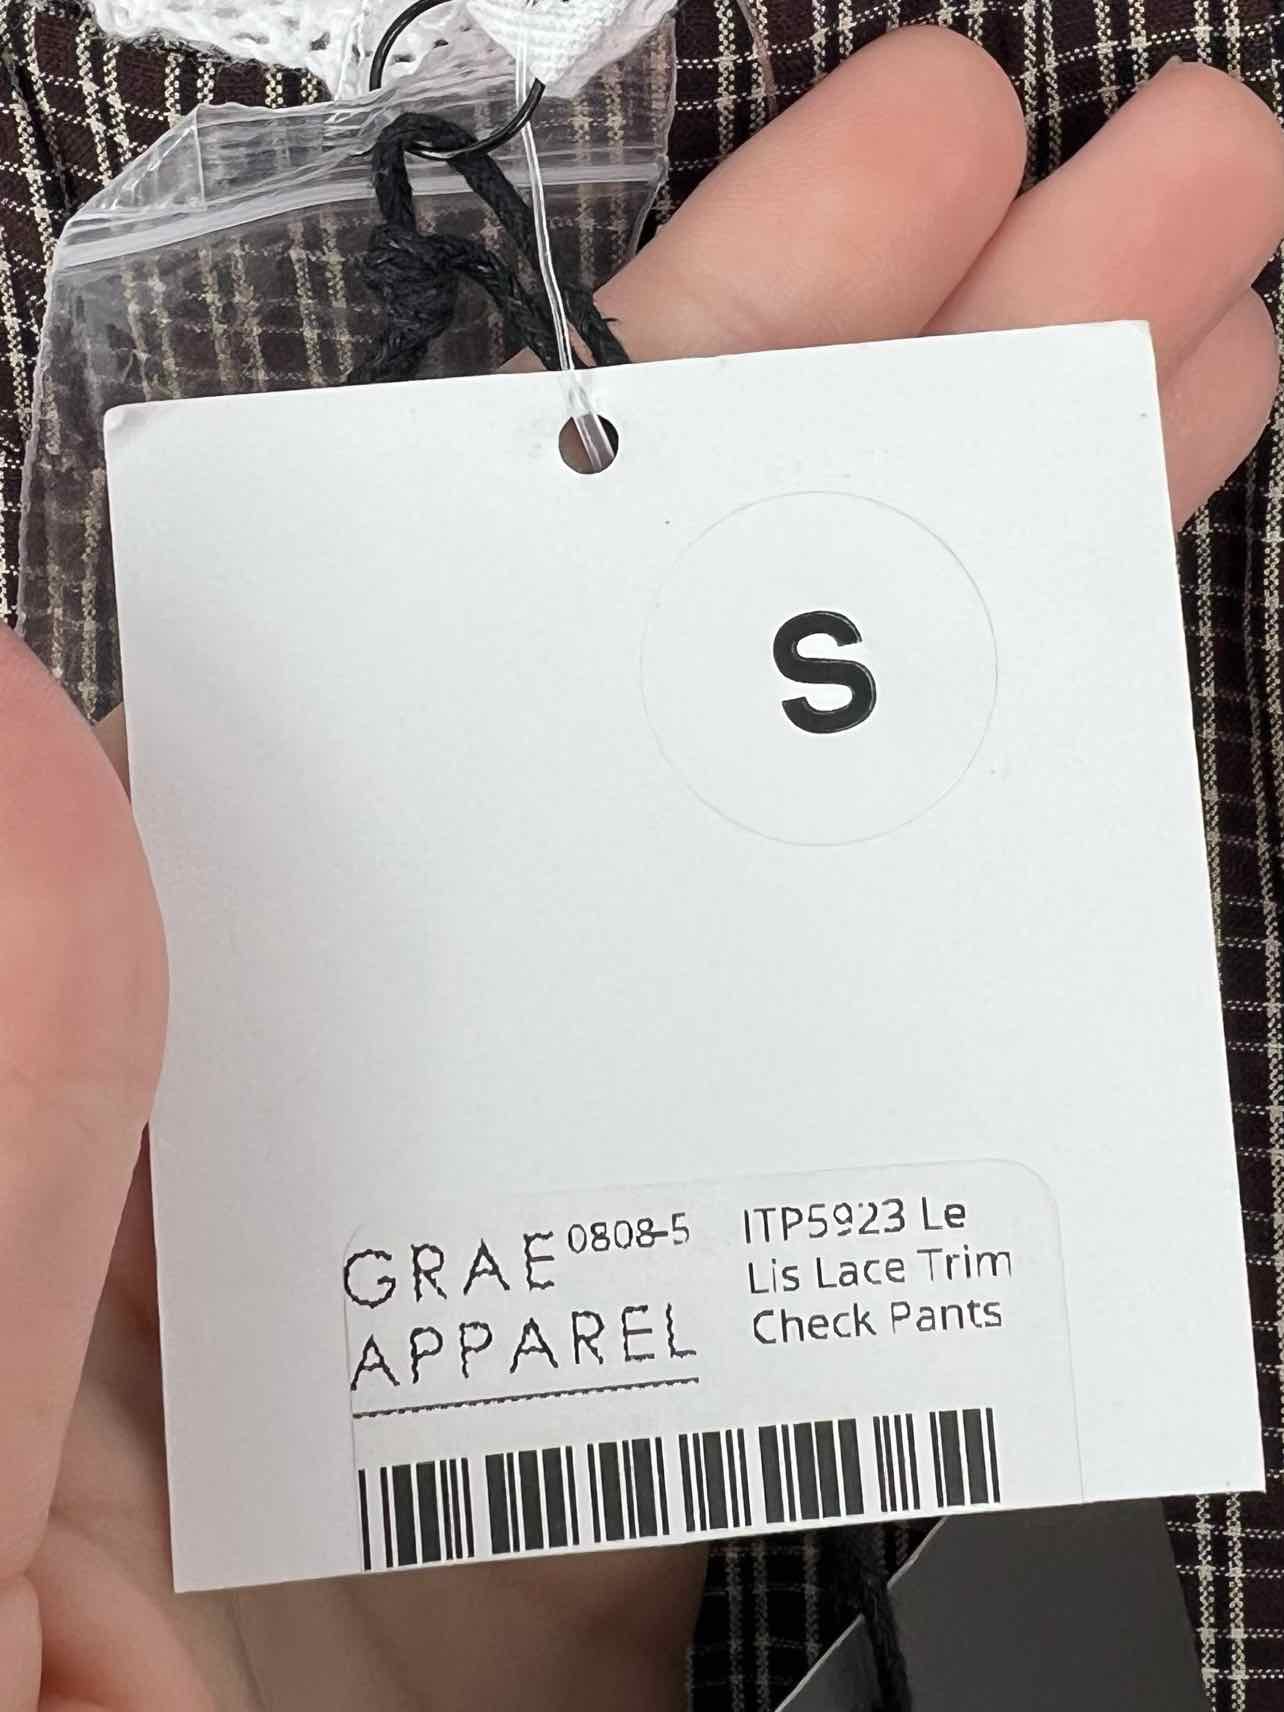 S
GRAE 0808-5
APPAREL
ITP5923 Le
Lis Lace Trim
Check Pants